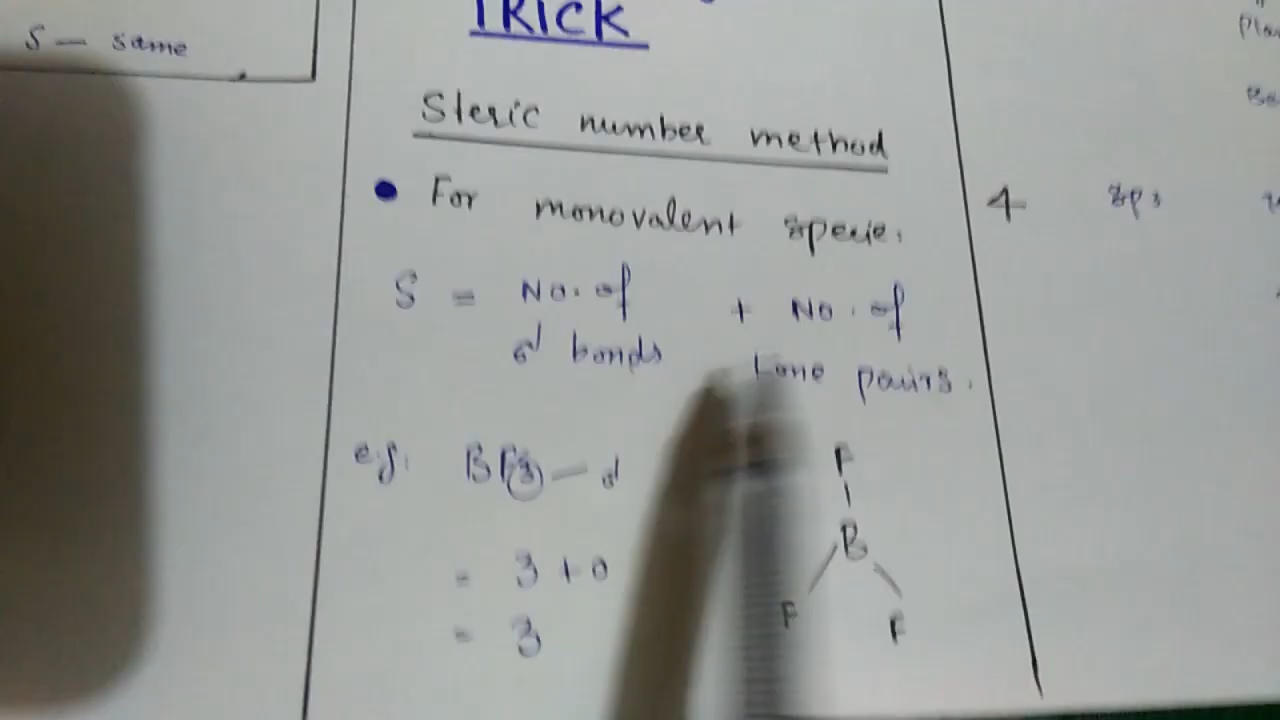 S — same
TRICK
Steric number method
• For monovalent specie.
S = No. of + No. of
σ bonds lone pairs.
e.g. BF3 — σ
= 3 + 0
= 3
F
B
F F
4 sp3